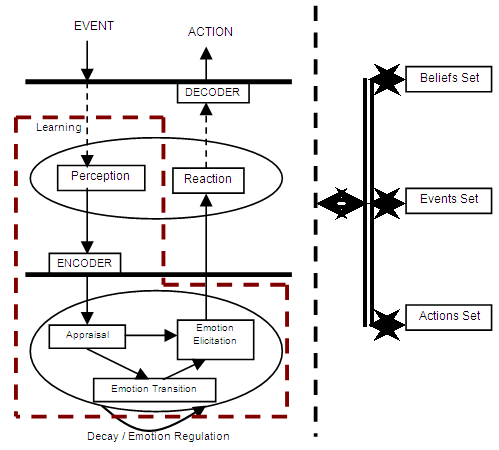 EVENT
ACTION
DECODER
Learning
Perception
Reaction
ENCODER
Appraisal
Emotion
Elicitation
Emotion Transition
Decay / Emotion Regulation
Beliefs Set
Events Set
Actions Set